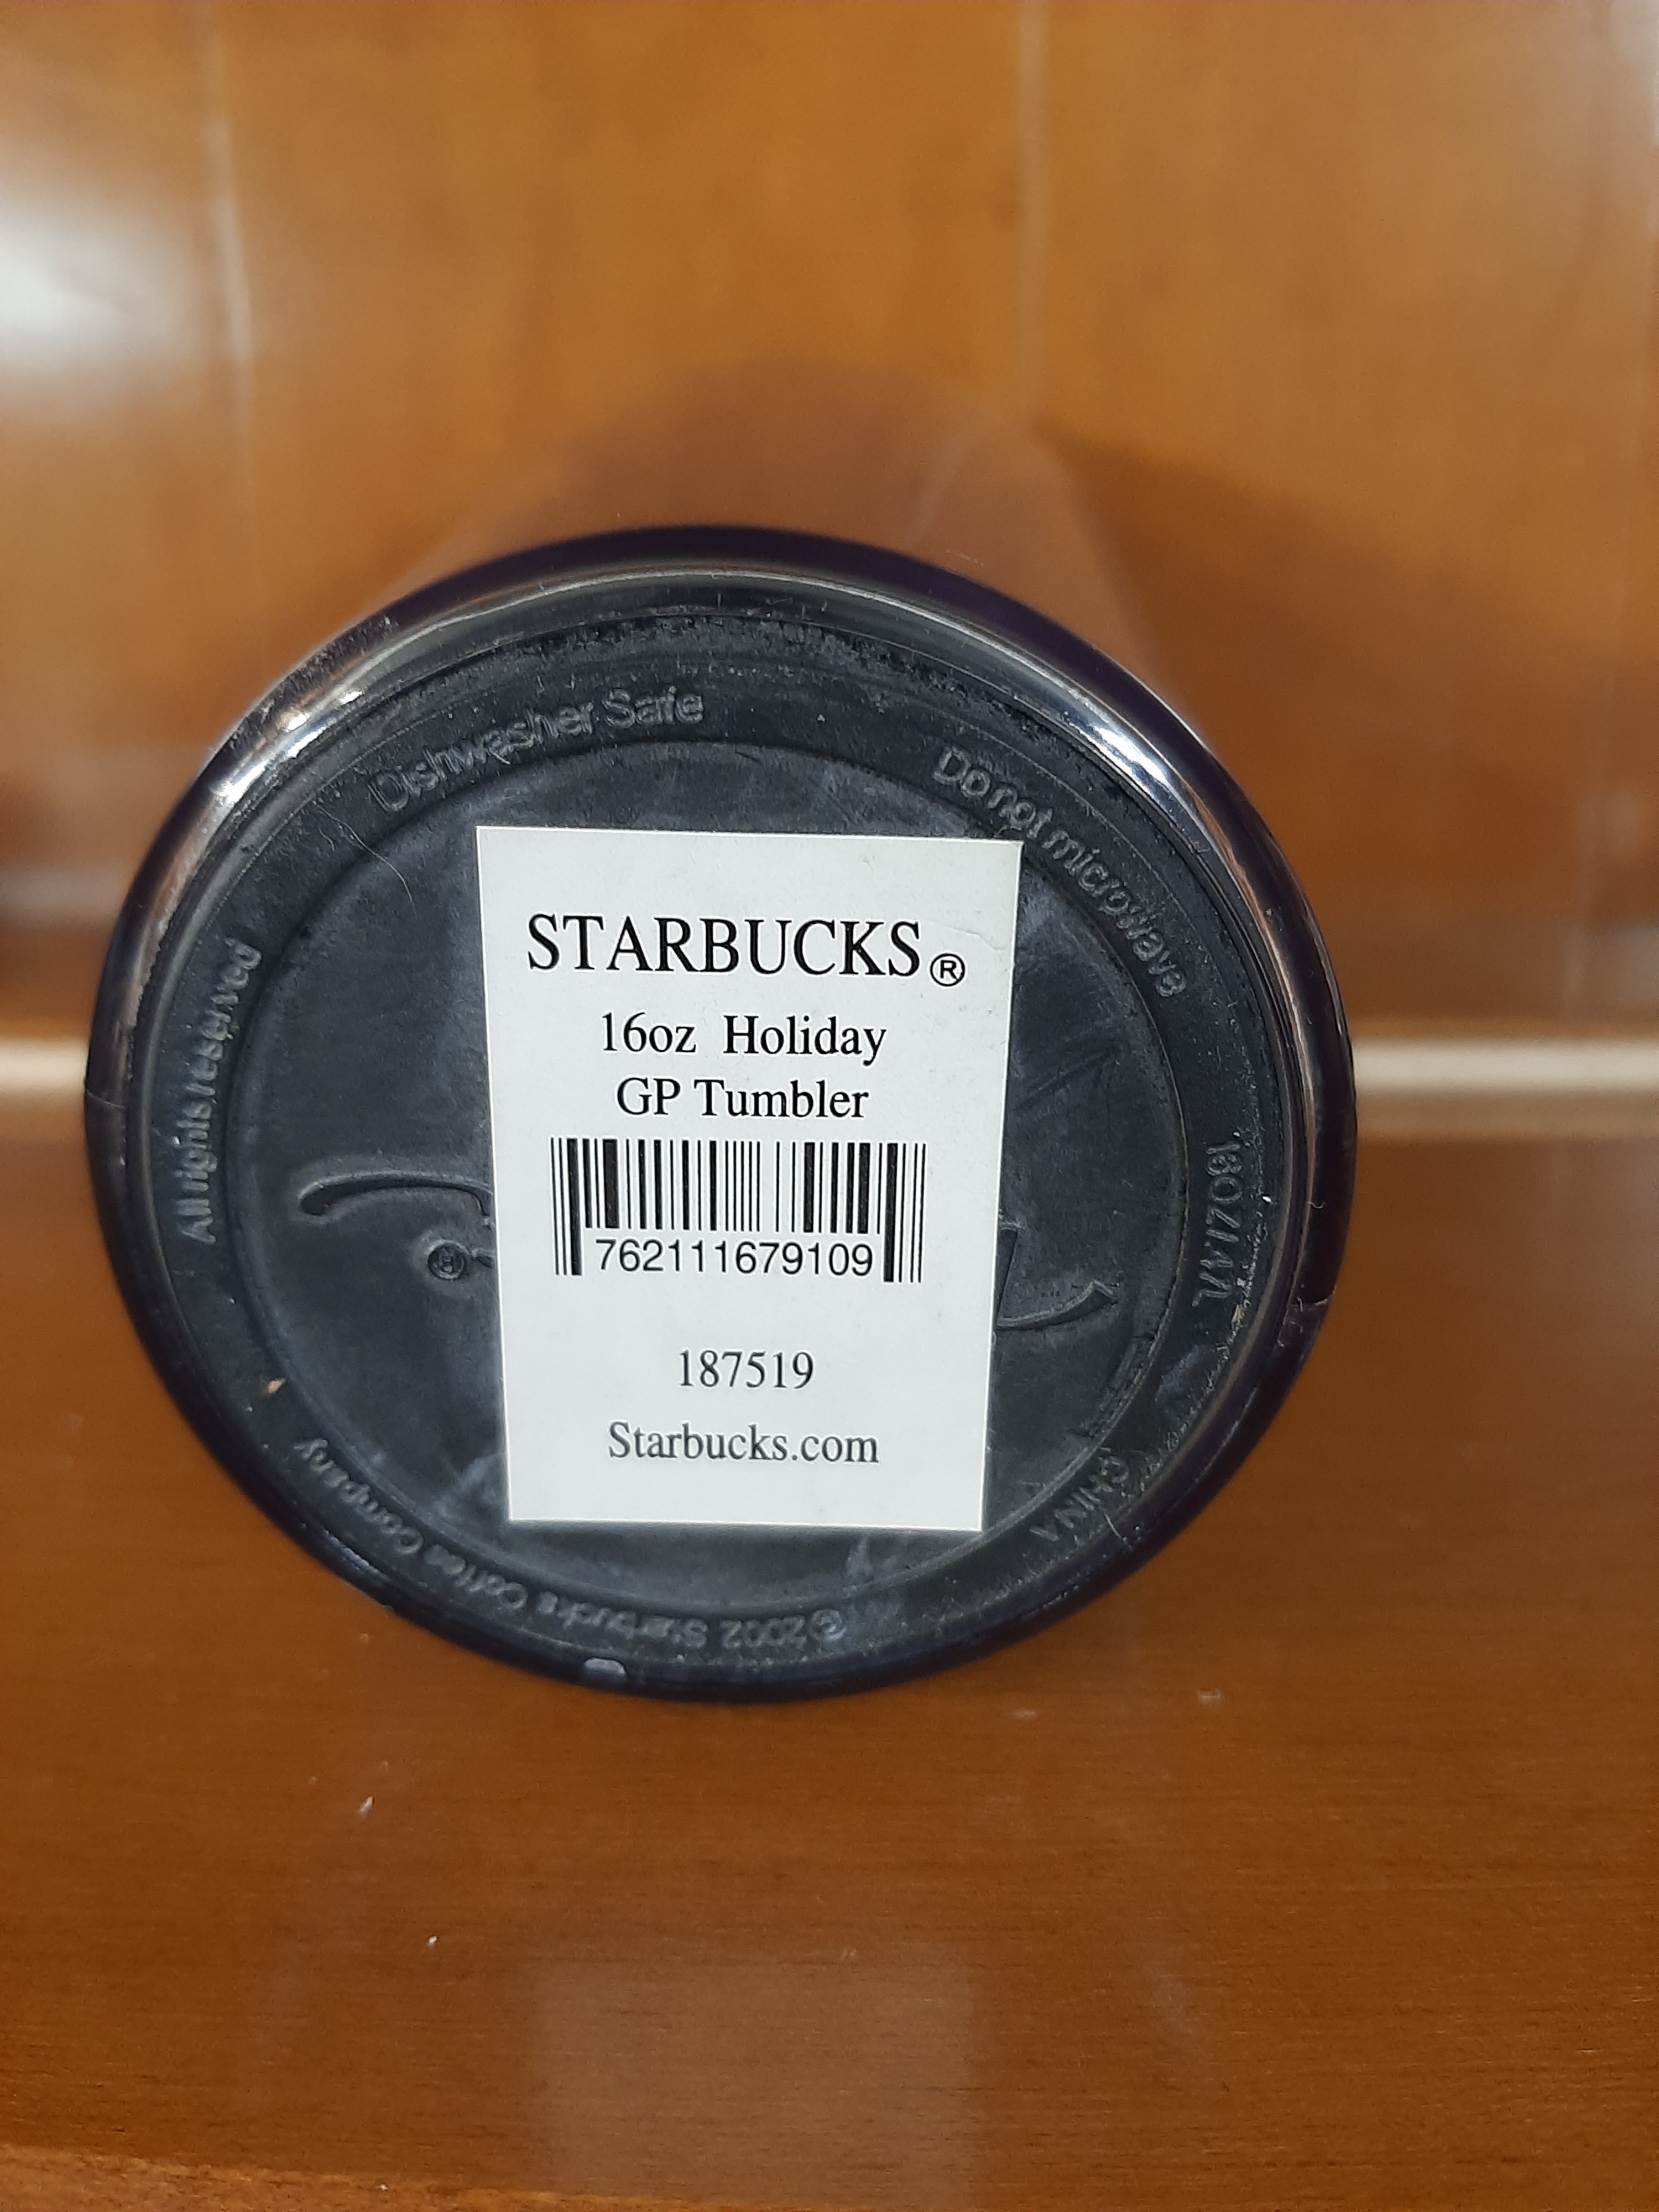 STARBUCKS®
16oz Holiday
GP Tumbler
762111679109
187519
Starbucks.com
Dishwasher Safe
Do not microwave
CHINA
©2002 Starbucks Coffee Company
All rights reserved